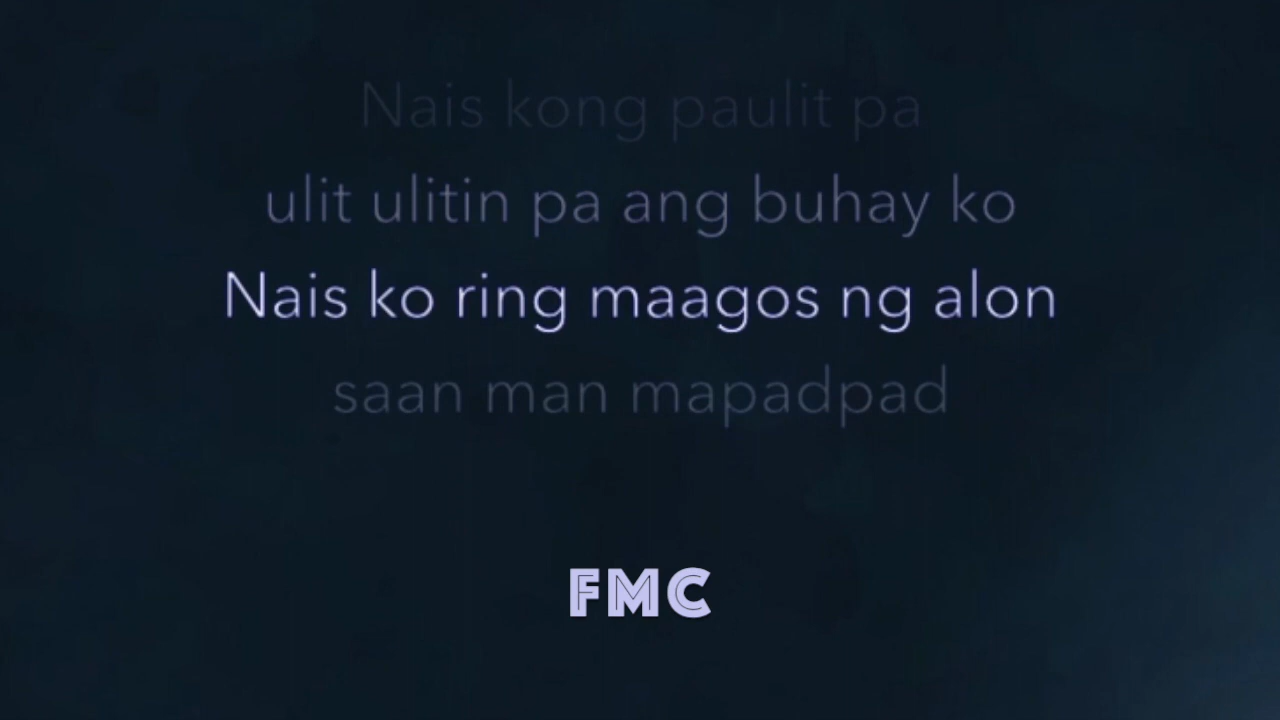 Nais kong paulit pa
ulit ulitin pa ang buhay ko
Nais ko ring maagos ng alon
saan man mapadpad
FMC